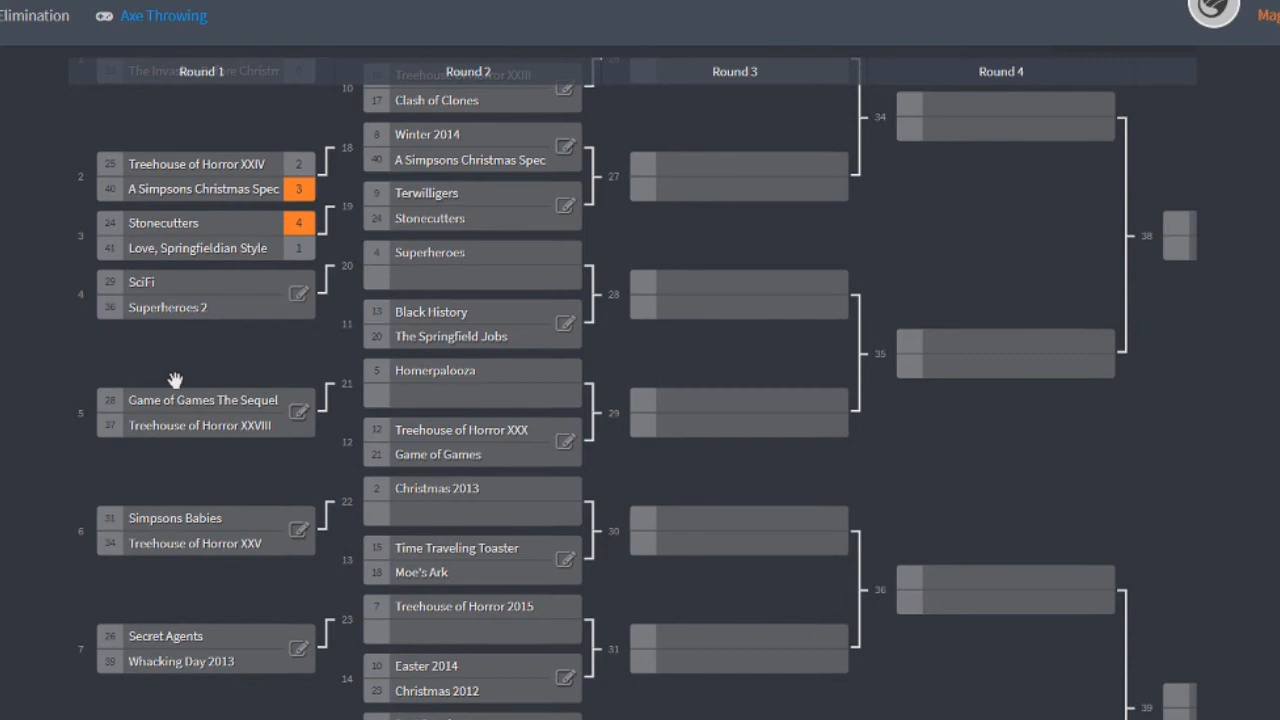 Elimination Axe Throwing Mag
Round 1 Round 2 Round 3 Round 4
Treehouse of Horror XXIII
10 17 Clash of Clones
34
8 Winter 2014
18
40 A Simpsons Christmas Spec
25 Treehouse of Horror XXIV 2
2 27
40 A Simpsons Christmas Spec 3
9 Terwilligers
19
24 Stonecutters
24 Stonecutters 4
3 38
41 Love, Springfieldian Style 1
4 Superheroes
20
29 SciFi
4 28
36 Superheroes 2
13 Black History
11
20 The Springfield Jobs
35
5 Homerpalooza
21
28 Game of Games The Sequel
5 29
37 Treehouse of Horror XXVIII
12 Treehouse of Horror XXX
12
21 Game of Games
2 Christmas 2013
22
31 Simpsons Babies
6 30
34 Treehouse of Horror XXV
15 Time Traveling Toaster
13
18 Moe's Ark
36
7 Treehouse of Horror 2015
23
26 Secret Agents
7 31
39 Whacking Day 2013
10 Easter 2014
14
23 Christmas 2012
39